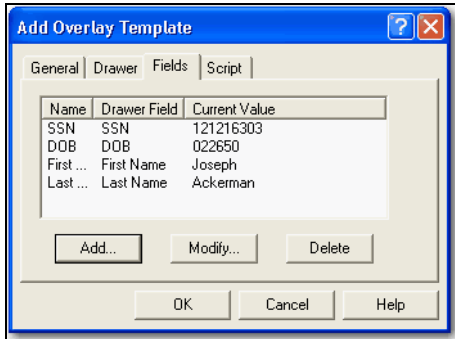 Add Overlay Template
General Drawer Fields Script
Name Drawer Field Current Value
SSN SSN 121216303
DOB DOB 022650
First ... First Name Joseph
Last ... Last Name Ackerman
Add... Modify... Delete
OK Cancel Help